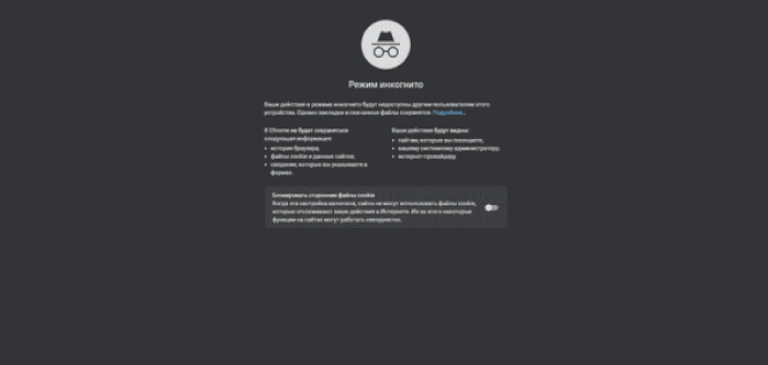 Режим инкогнито
Ваши действия в режиме инкогнито будут недоступны другим пользователям этого
устройства. Однако закладки и скачанные файлы сохранятся. Подробнее...
В Chrome не будет сохраняться
следующая информация:
• история браузера;
• файлы cookie и данные сайтов;
• сведения, которые вы указываете в
формах.
Ваши действия будут видны:
• сайтам, которые вы посещаете;
• вашему системному администратору;
• интернет-провайдеру.
Блокировать сторонние файлы cookie
Когда эта настройка включена, сайты не могут использовать файлы cookie,
которые отслеживают ваши действия в Интернете. Из-за этого некоторые
функции на сайтах могут работать некорректно.